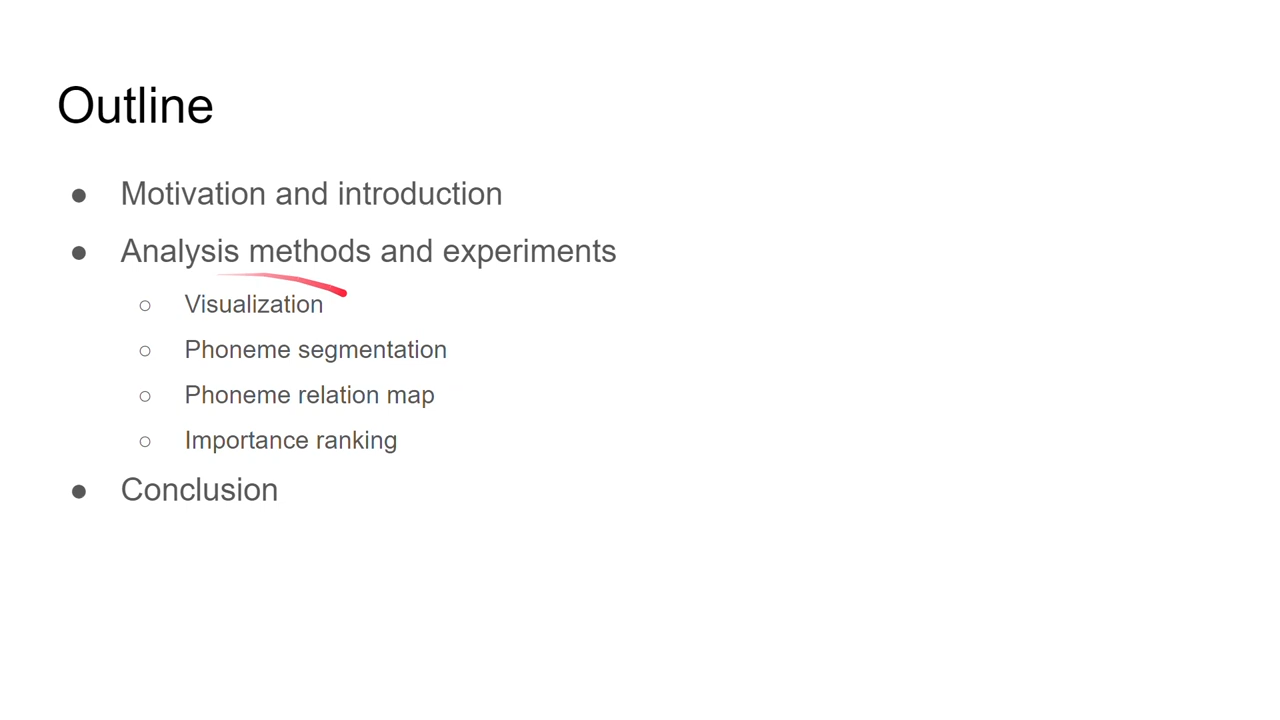 Outline
● Motivation and introduction
● Analysis methods and experiments
○ Visualization
○ Phoneme segmentation
○ Phoneme relation map
○ Importance ranking
● Conclusion